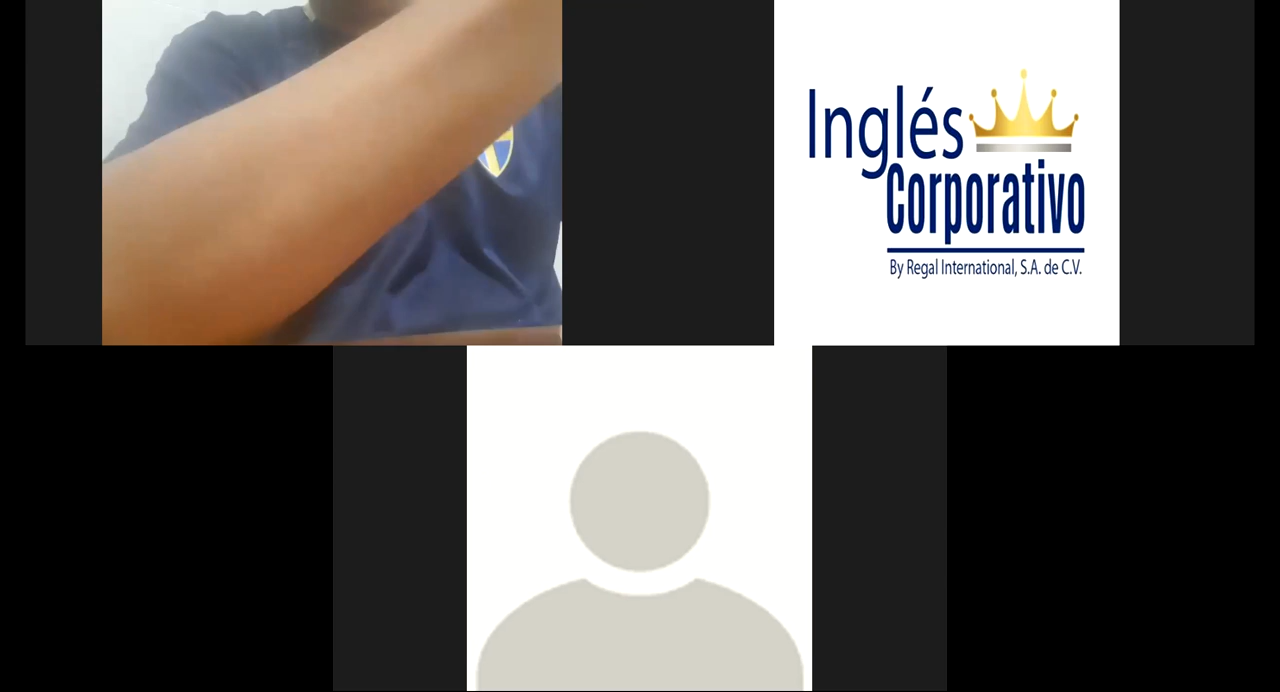 Inglés
Corporativo
By Regal International, S.A. de C.V.